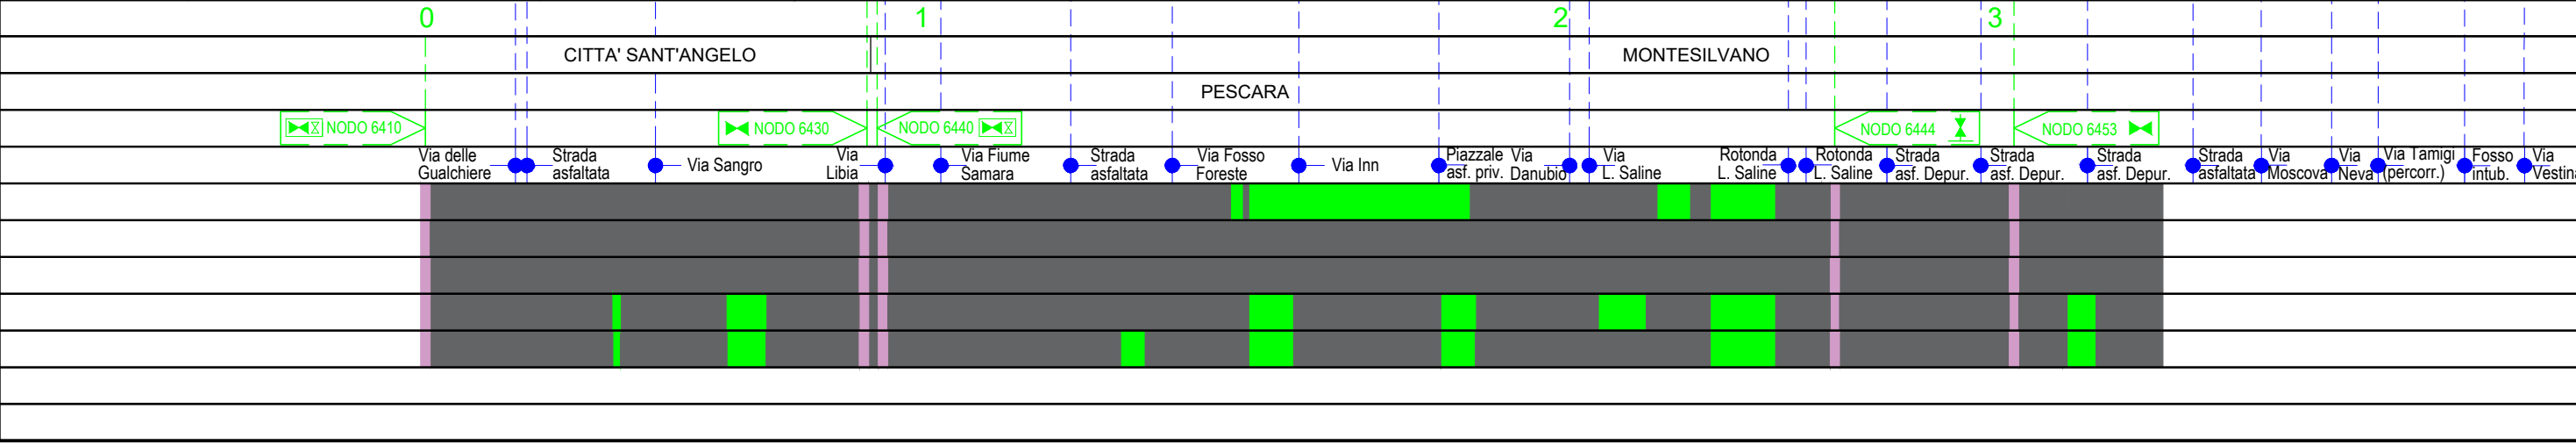 0 1 2 3
CITTA' SANT'ANGELO MONTESILVANO
PESCARA
NODO 6410 NODO 6430 NODO 6440 NODO 6444 NODO 6453
Via delle
Gualchiere
Strada
asfaltata
Via Sangro
Via
Libia
Via Fiume
Samara
Strada
asfaltata
Via Fosso
Foreste
Via Inn
Piazzale
asf. priv.
Via
Danubio
Via
L. Saline
Rotonda
L. Saline
Rotonda
L. Saline
Strada
asf. Depur.
Strada
asf. Depur.
Strada
asf. Depur.
Strada
asfaltata
Via
Moscova
Via
Neva
Via Tamigi
(percorr.)
Fosso
intub.
Via
Vestina